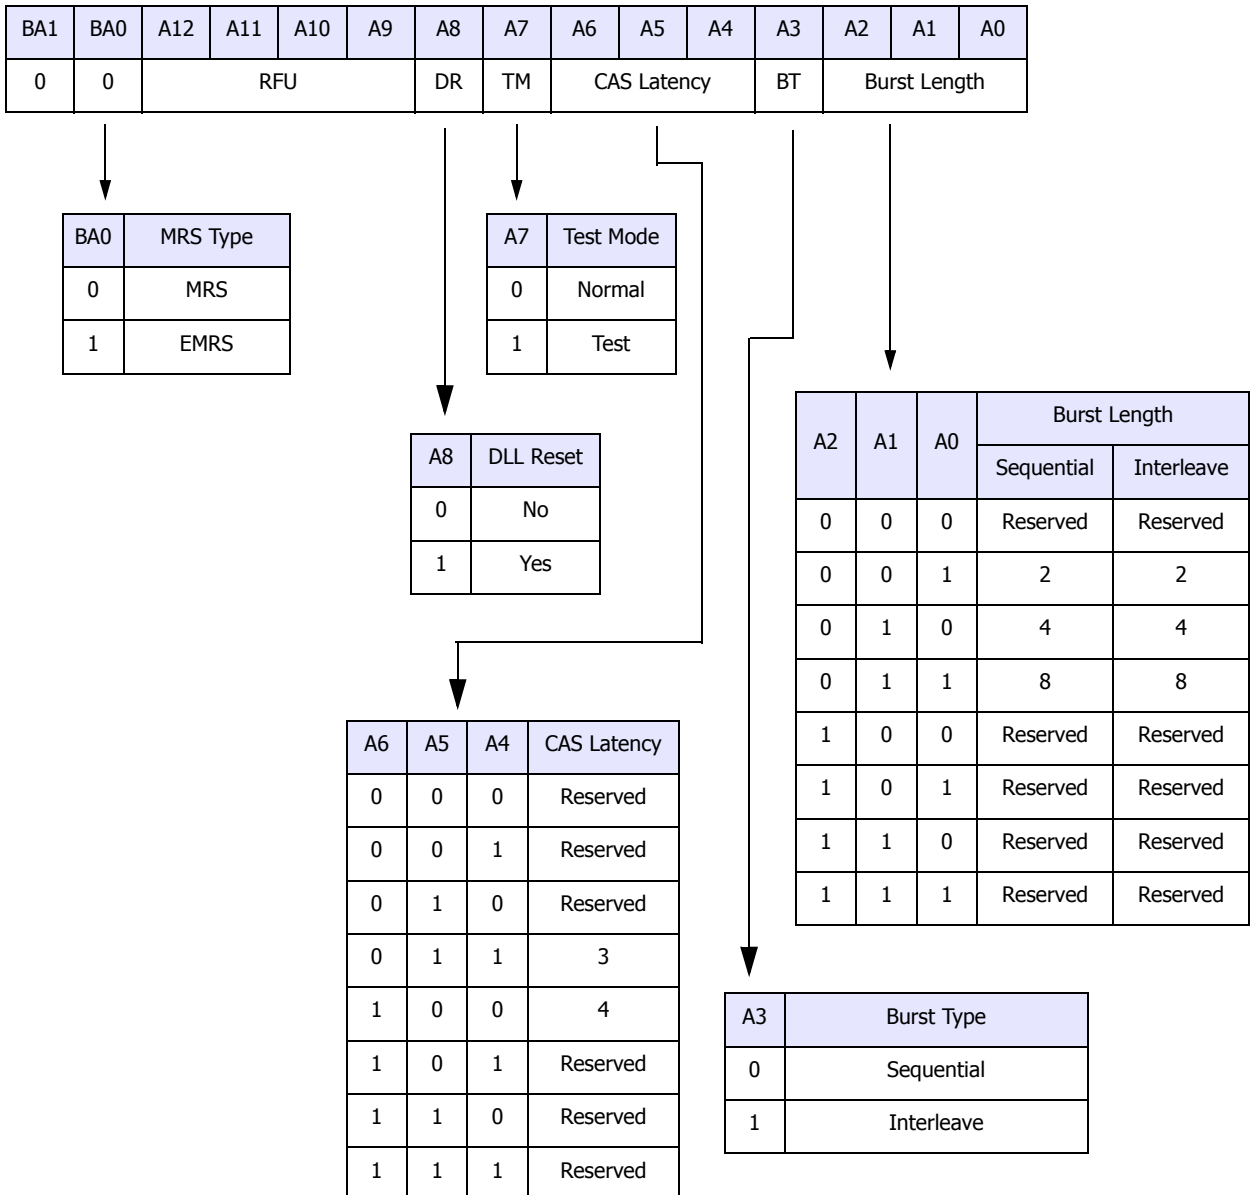 BA1 BA0 A12 A11 A10 A9 A8 A7 A6 A5 A4 A3 A2 A1 A0
0 0 RFU DR TM CAS Latency BT Burst Length
BA0 MRS Type
0 MRS
1 EMRS
A7 Test Mode
0 Normal
1 Test
A8 DLL Reset
0 No
1 Yes
A2 A1 A0 Burst Length
Sequential Interleave
0 0 0 Reserved Reserved
0 0 1 2 2
0 1 0 4 4
0 1 1 8 8
1 0 0 Reserved Reserved
1 0 1 Reserved Reserved
1 1 0 Reserved Reserved
1 1 1 Reserved Reserved
A6 A5 A4 CAS Latency
0 0 0 Reserved
0 0 1 Reserved
0 1 0 Reserved
0 1 1 3
1 0 0 4
1 0 1 Reserved
1 1 0 Reserved
1 1 1 Reserved
A3 Burst Type
0 Sequential
1 Interleave